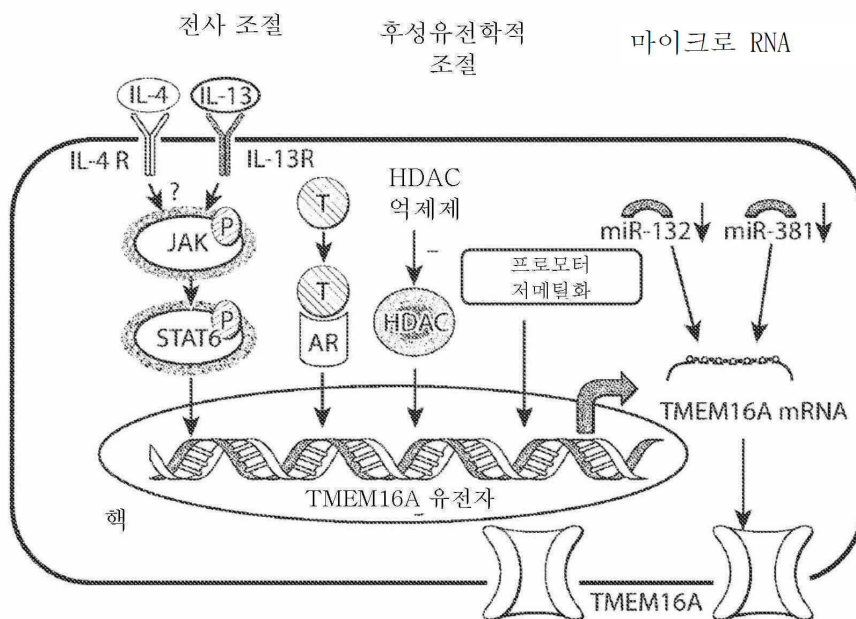 전사 조절
후성유전학적
조절
마이크로 RNA
IL-4
IL-13
IL-4 R
IL-13R
?
P
JAK
P
STAT6
T
T
AR
HDAC
억제제
–
HDAC
프로모터
저메틸화
miR-132
miR-381
TMEM16A mRNA
TMEM16A 유전자
핵
TMEM16A